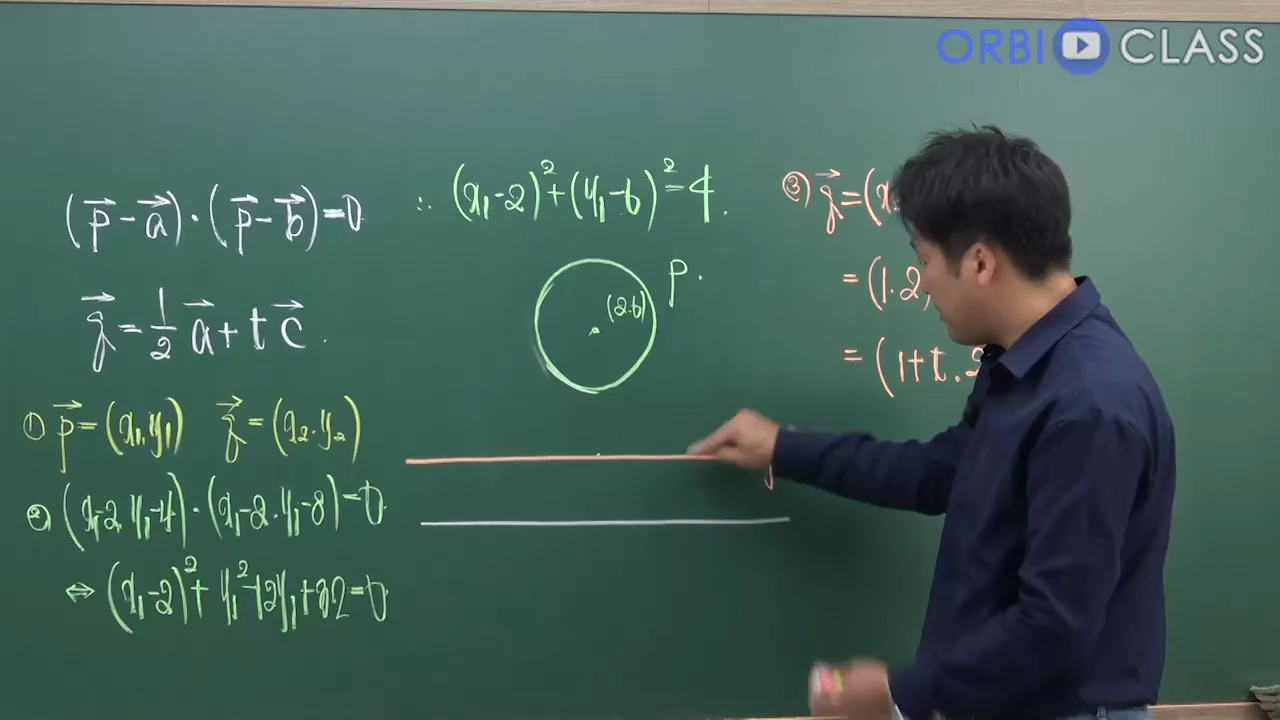 ORBI CLASS
(p⃗-a⃗)·(p⃗-b⃗)=0
q⃗=1/2 a⃗+t c⃗.
① p⃗=(x₁,y₁) q⃗=(x₂,y₂)
② (x₁-2, y₁-4)·(x₁-2, y₁-8)=0
⇔ (x₁-2)²+y₁²-12y₁+32=0
∴ (x₁-2)²+(y₁-6)²=4.
P.
(2,6)
③ q⃗=(x
=(1,2)
=(1+t,2